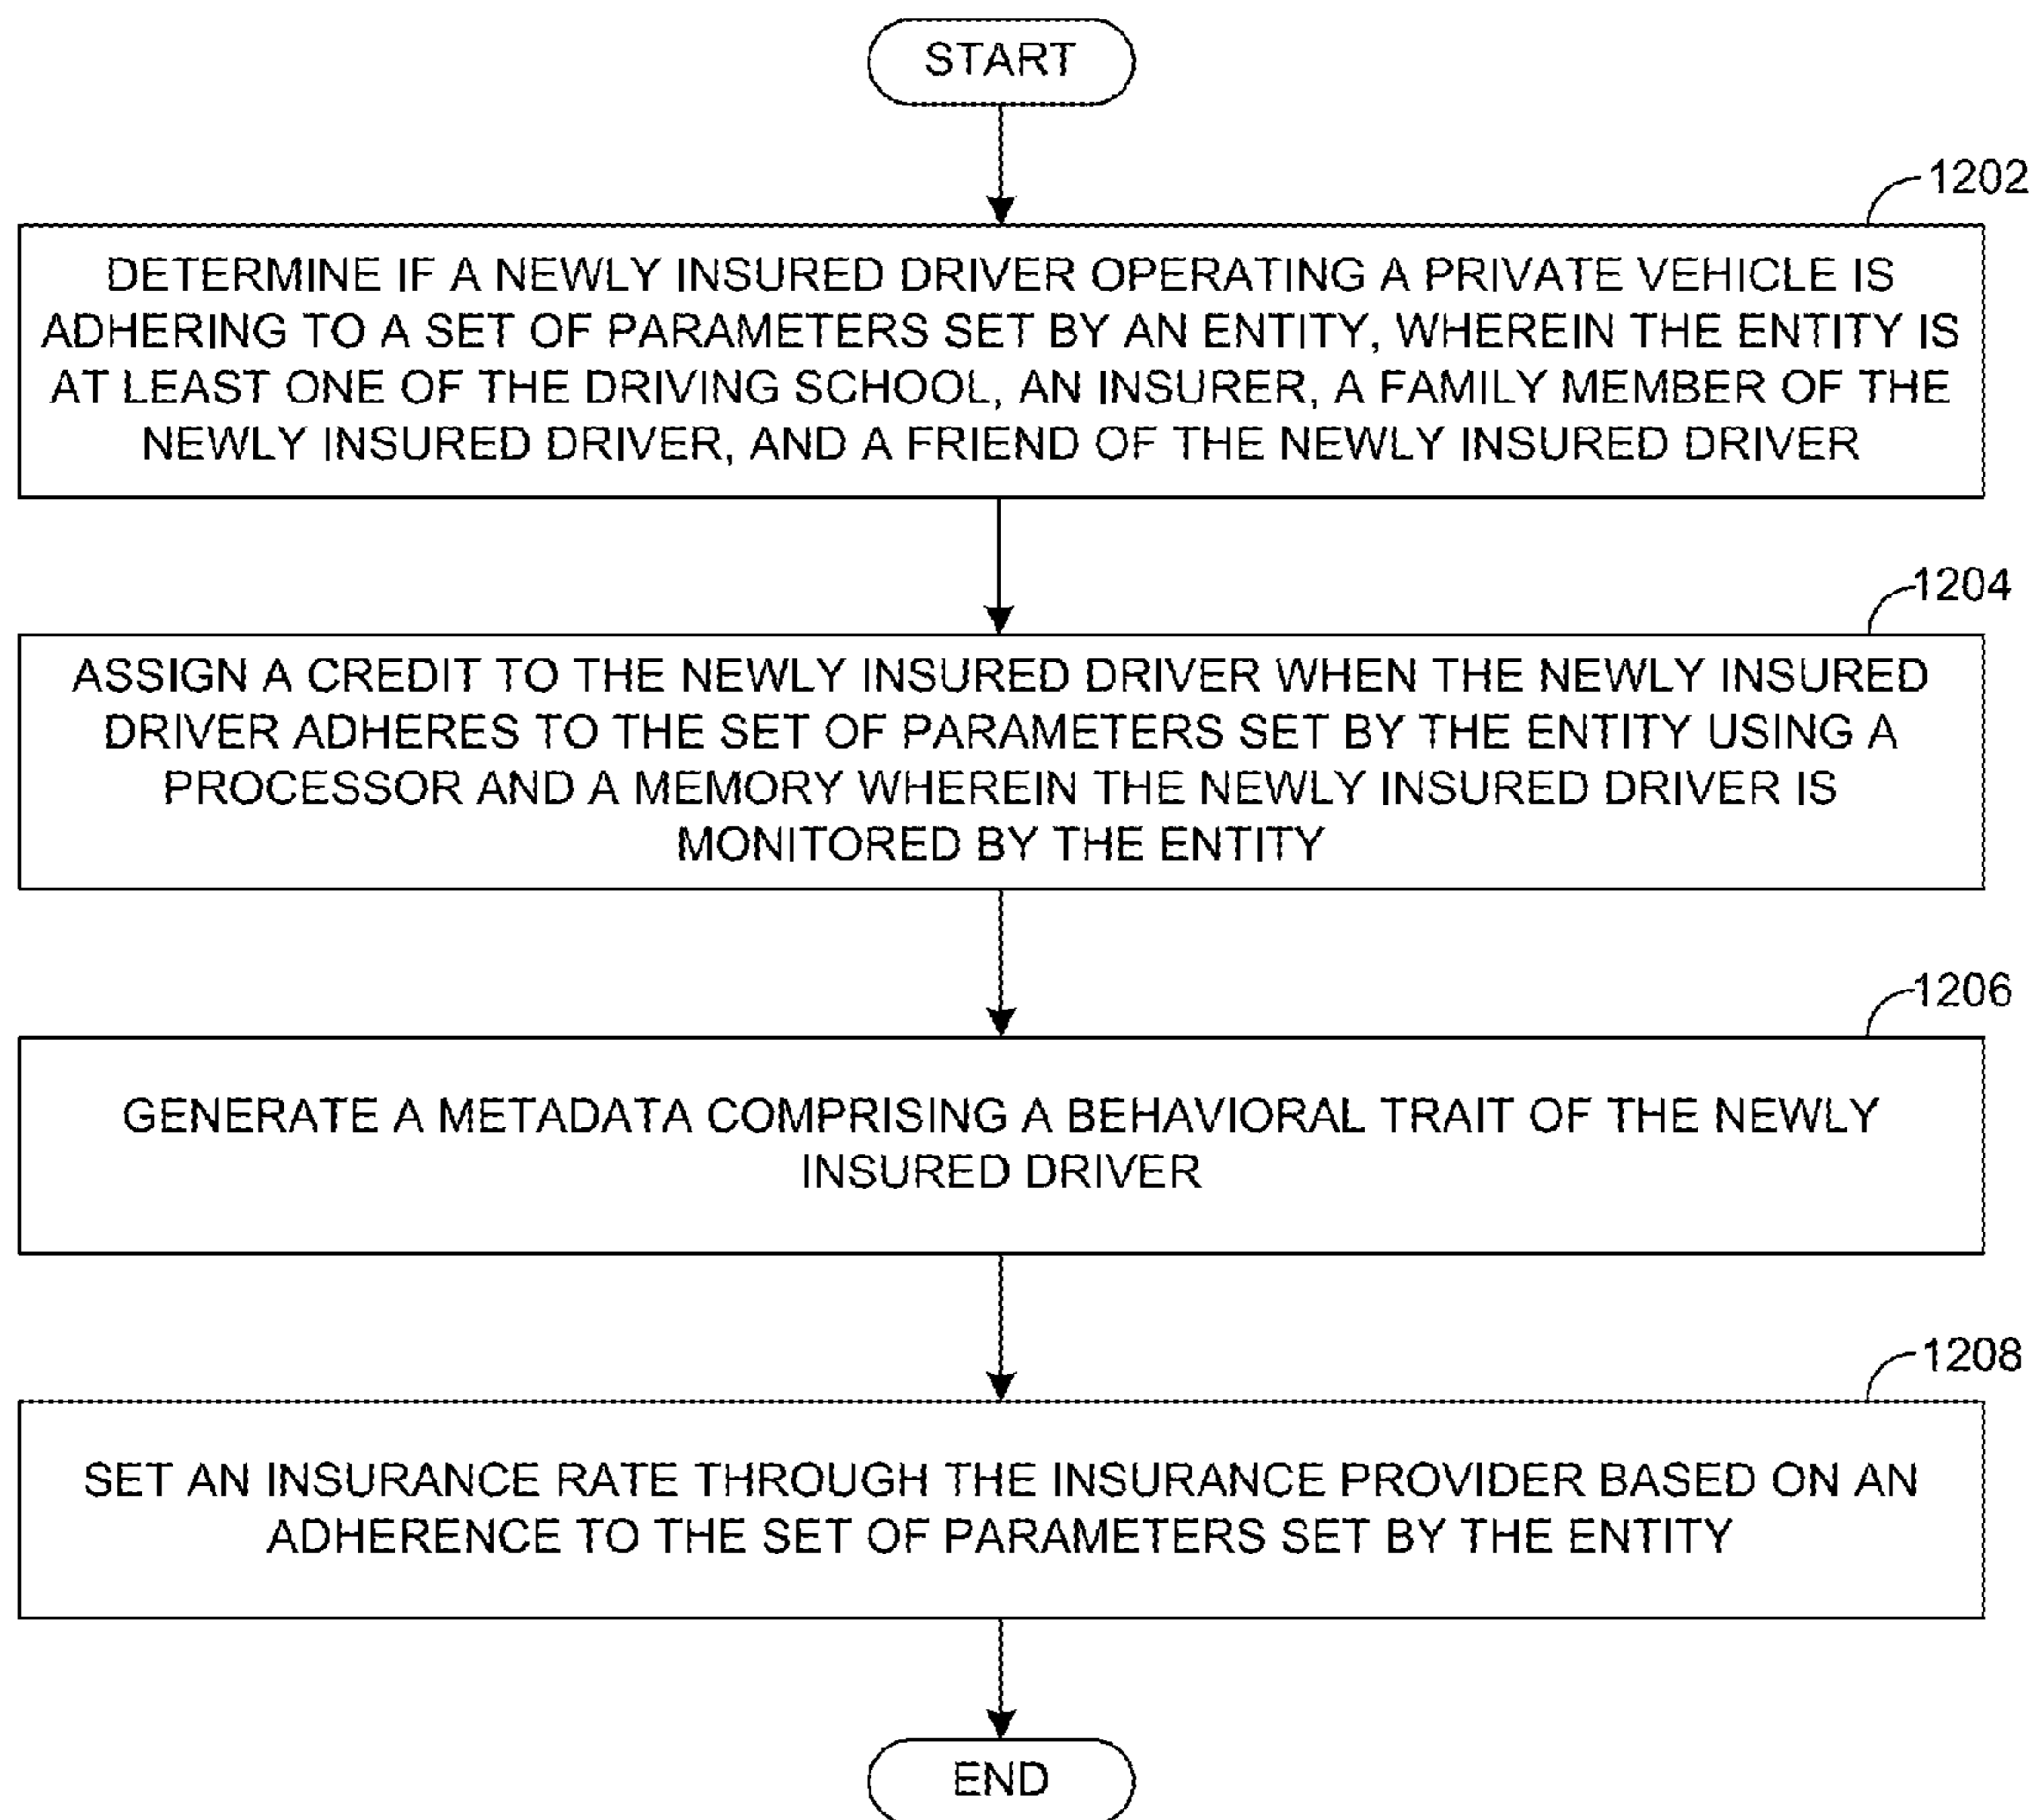 START
1202
DETERMINE IF A NEWLY INSURED DRIVER OPERATING A PRIVATE VEHICLE IS
ADHERING TO A SET OF PARAMETERS SET BY AN ENTITY, WHEREIN THE ENTITY IS
AT LEAST ONE OF THE DRIVING SCHOOL, AN INSURER, A FAMILY MEMBER OF THE
NEWLY INSURED DRIVER, AND A FRIEND OF THE NEWLY INSURED DRIVER
1204
ASSIGN A CREDIT TO THE NEWLY INSURED DRIVER WHEN THE NEWLY INSURED
DRIVER ADHERES TO THE SET OF PARAMETERS SET BY THE ENTITY USING A
PROCESSOR AND A MEMORY WHEREIN THE NEWLY INSURED DRIVER IS
MONITORED BY THE ENTITY
1206
GENERATE A METADATA COMPRISING A BEHAVIORAL TRAIT OF THE NEWLY
INSURED DRIVER
1208
SET AN INSURANCE RATE THROUGH THE INSURANCE PROVIDER BASED ON AN
ADHERENCE TO THE SET OF PARAMETERS SET BY THE ENTITY
END